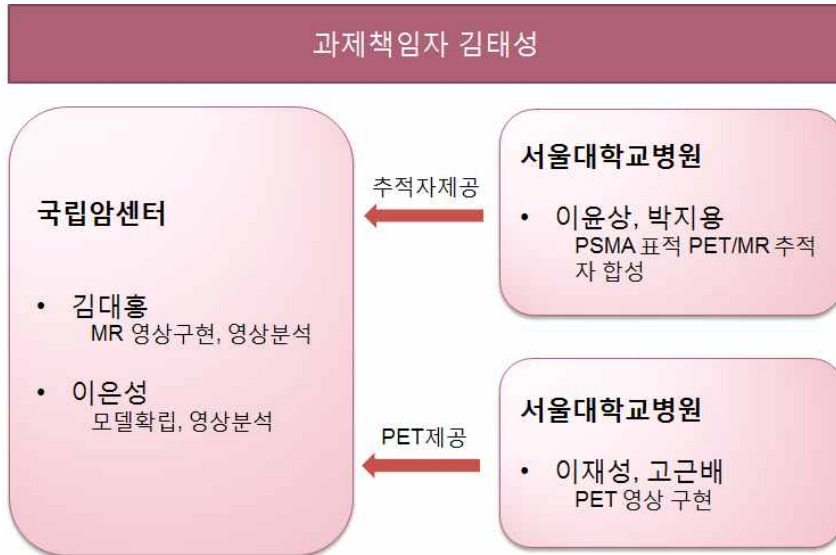 과제책임자 김태성
국립암센터
• 김대홍
MR 영상구현, 영상분석
• 이은성
모델확립, 영상분석
추적자제공
PET제공
서울대학교병원
• 이윤상, 박지용
PSMA 표적 PET/MR 추적
자 합성
서울대학교병원
• 이재성, 고근배
PET 영상 구현